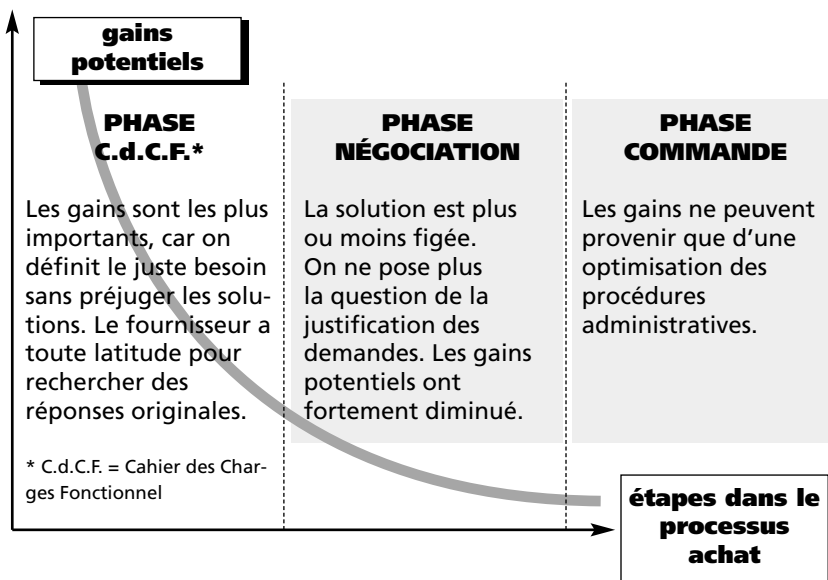 gains
potentiels
PHASE
C.d.C.F.*
Les gains sont les plus
importants, car on
définit le juste besoin
sans préjuger les solu-
tions. Le fournisseur a
toute latitude pour
rechercher des
réponses originales.
* C.d.C.F. = Cahier des Char-
ges Fonctionnel
PHASE
NÉGOCIATION
La solution est plus
ou moins figée.
On ne pose plus
la question de la
justification des
demandes. Les gains
potentiels ont
fortement diminué.
PHASE
COMMANDE
Les gains ne peuvent
provenir que d’une
optimisation des
procédures
administratives.
étapes dans le
processus
achat